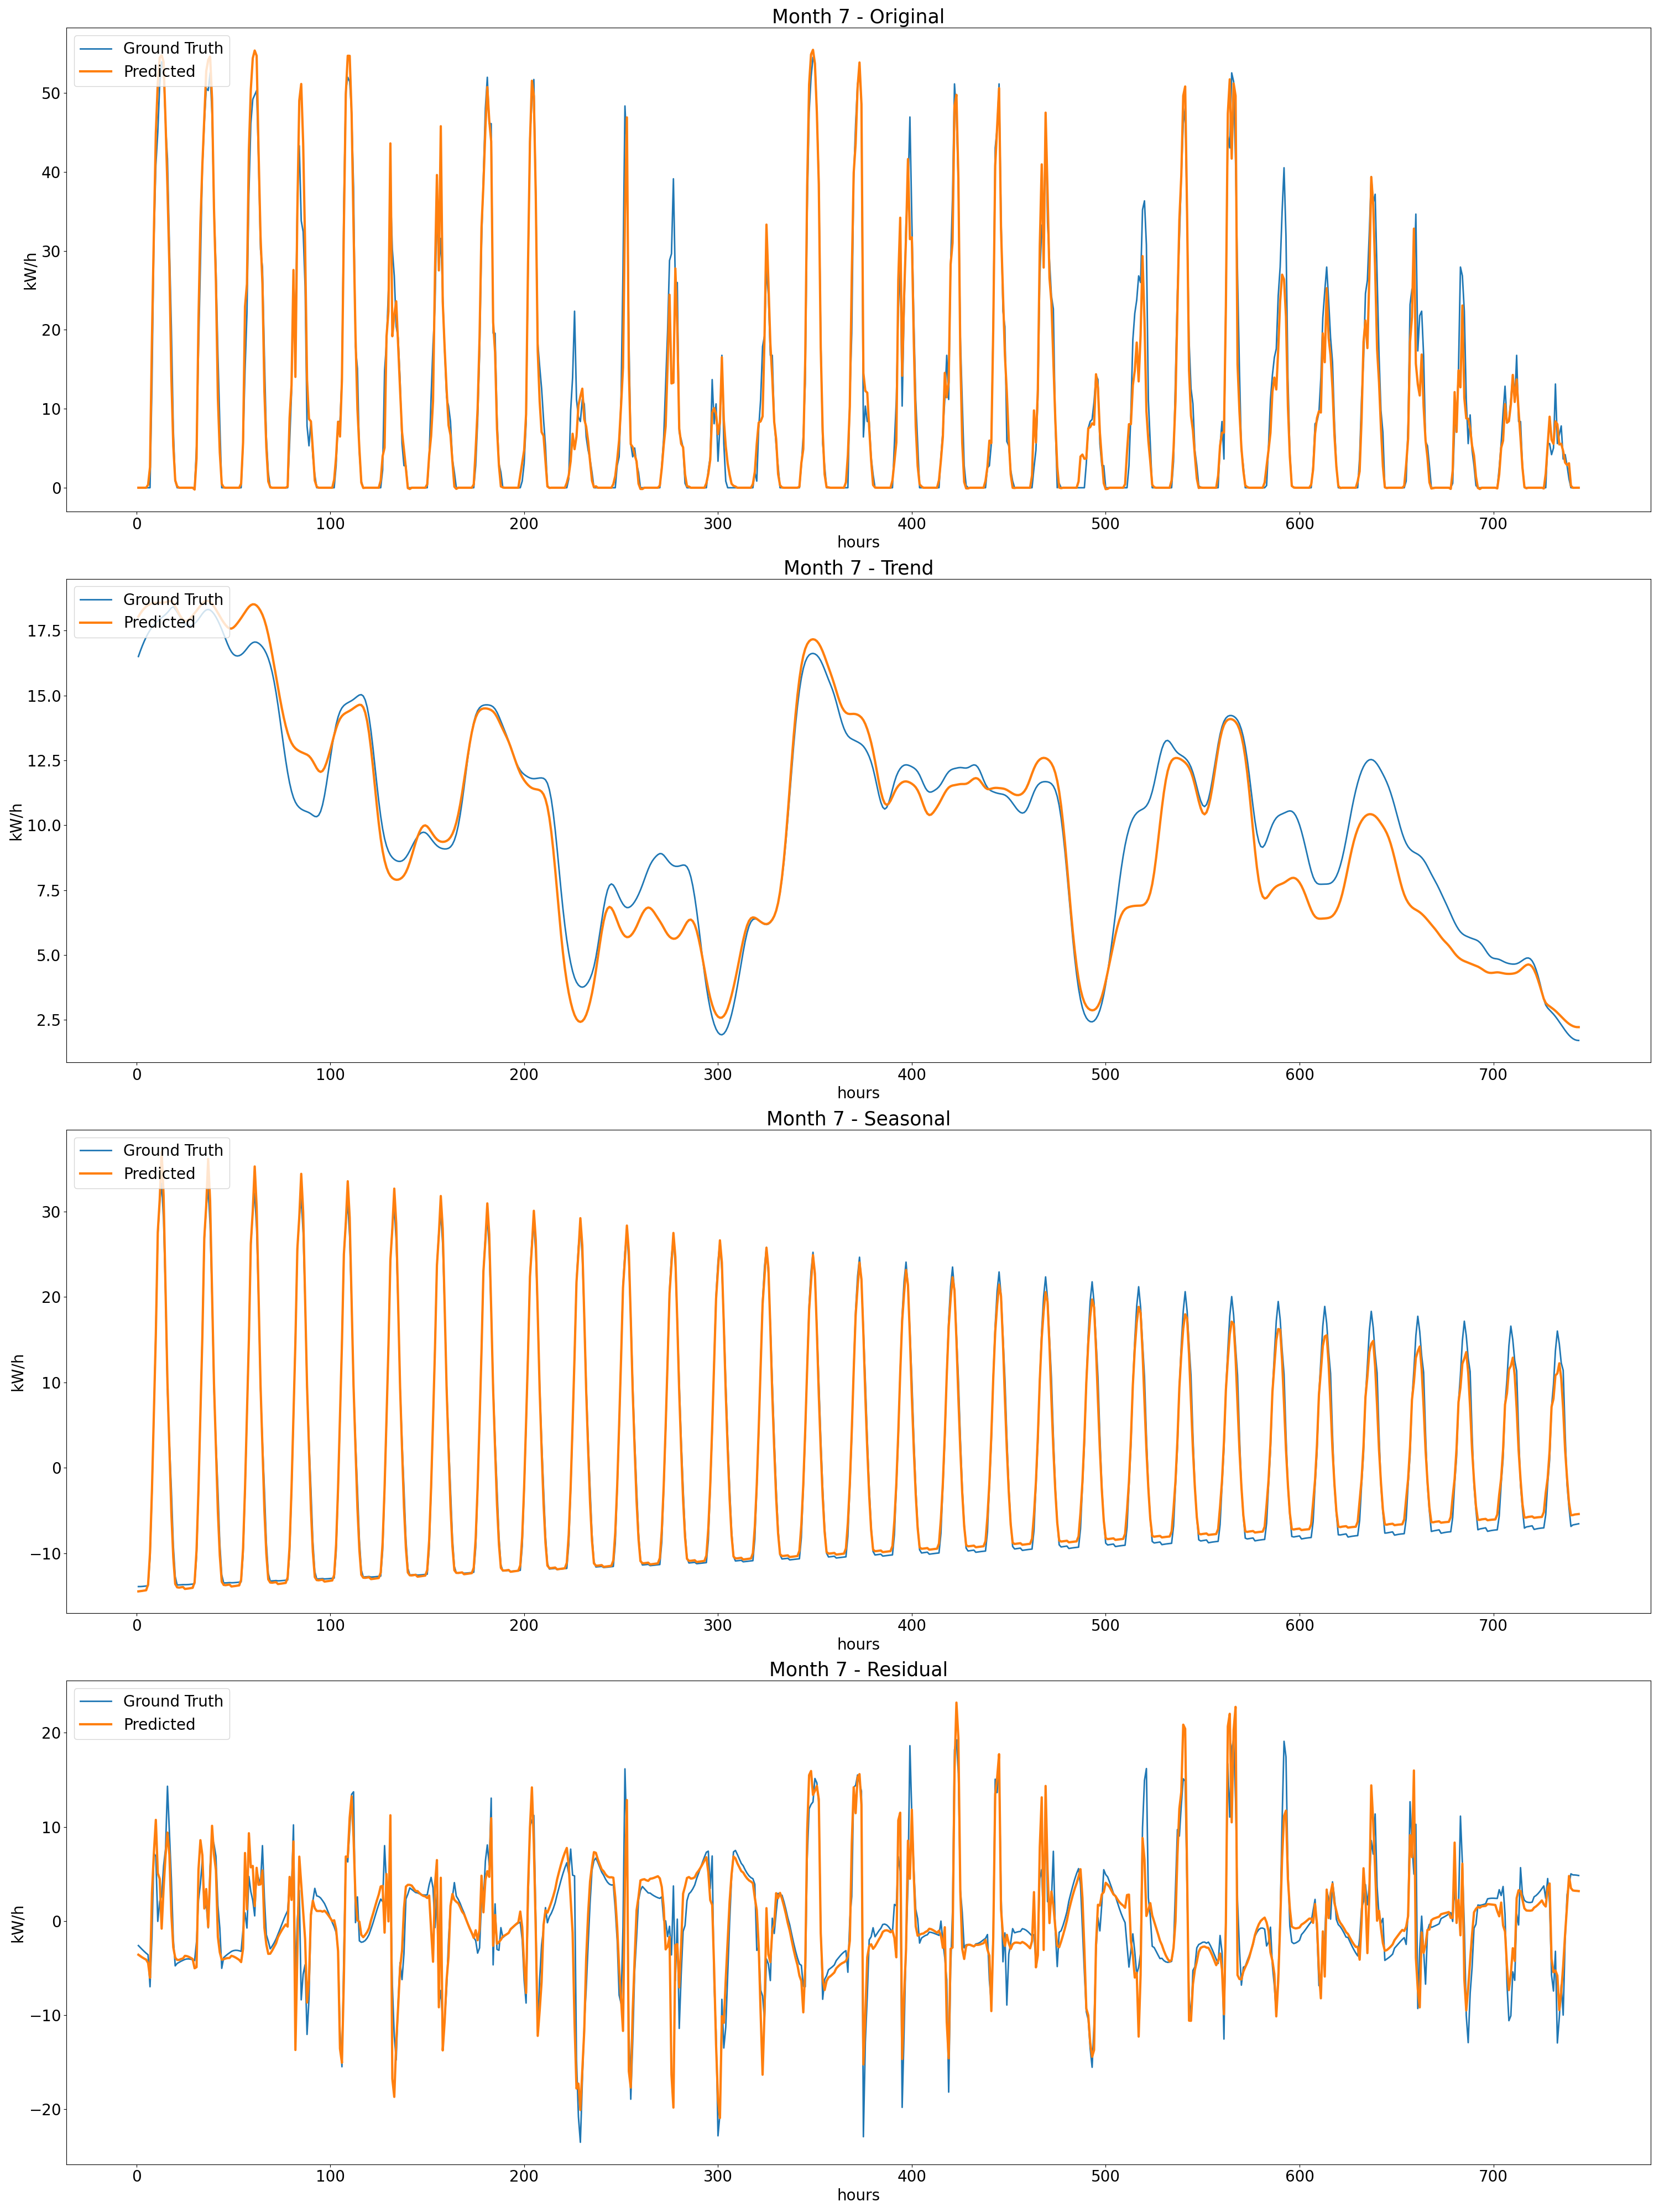 Month 7 - Original
Ground Truth
Predicted
kW/h
50
40
30
20
10
0
0 100 200 300 400 500 600 700
hours
Month 7 - Trend
Ground Truth
Predicted
kW/h
17.5
15.0
12.5
10.0
7.5
5.0
2.5
0 100 200 300 400 500 600 700
hours
Month 7 - Seasonal
Ground Truth
Predicted
kW/h
30
20
10
0
−10
0 100 200 300 400 500 600 700
hours
Month 7 - Residual
Ground Truth
Predicted
kW/h
20
10
0
−10
−20
0 100 200 300 400 500 600 700
hours